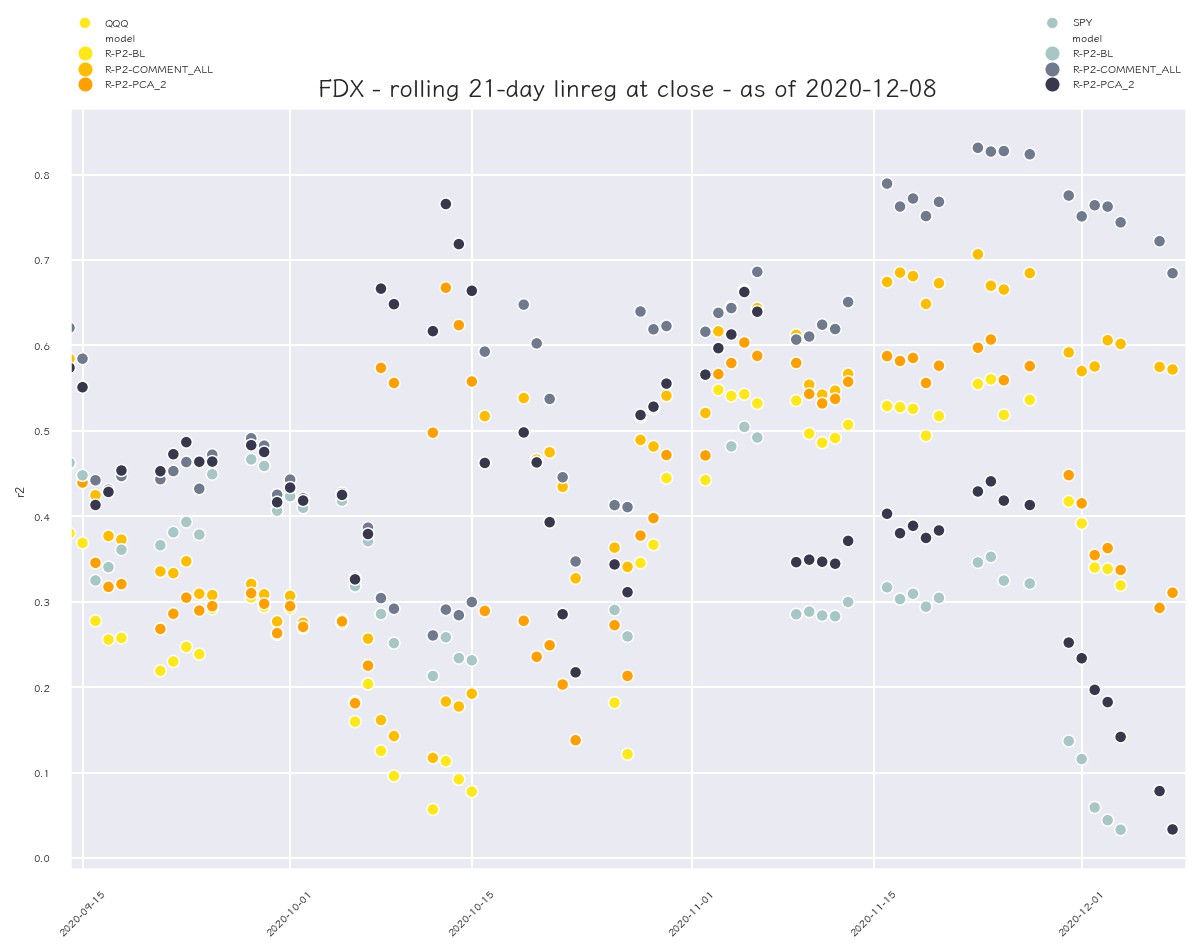 QQQ
model
R-P2-BL
R-P2-COMMENT_ALL
R-P2-PCA_2
SPY
model
R-P2-BL
R-P2-COMMENT_ALL
R-P2-PCA_2
FDX - rolling 21-day linreg at close - as of 2020-12-08
0.8
0.7
0.6
0.5
0.4
0.3
0.2
0.1
0.0
r2
2020-09-15
2020-10-01
2020-10-15
2020-11-01
2020-11-15
2020-12-01